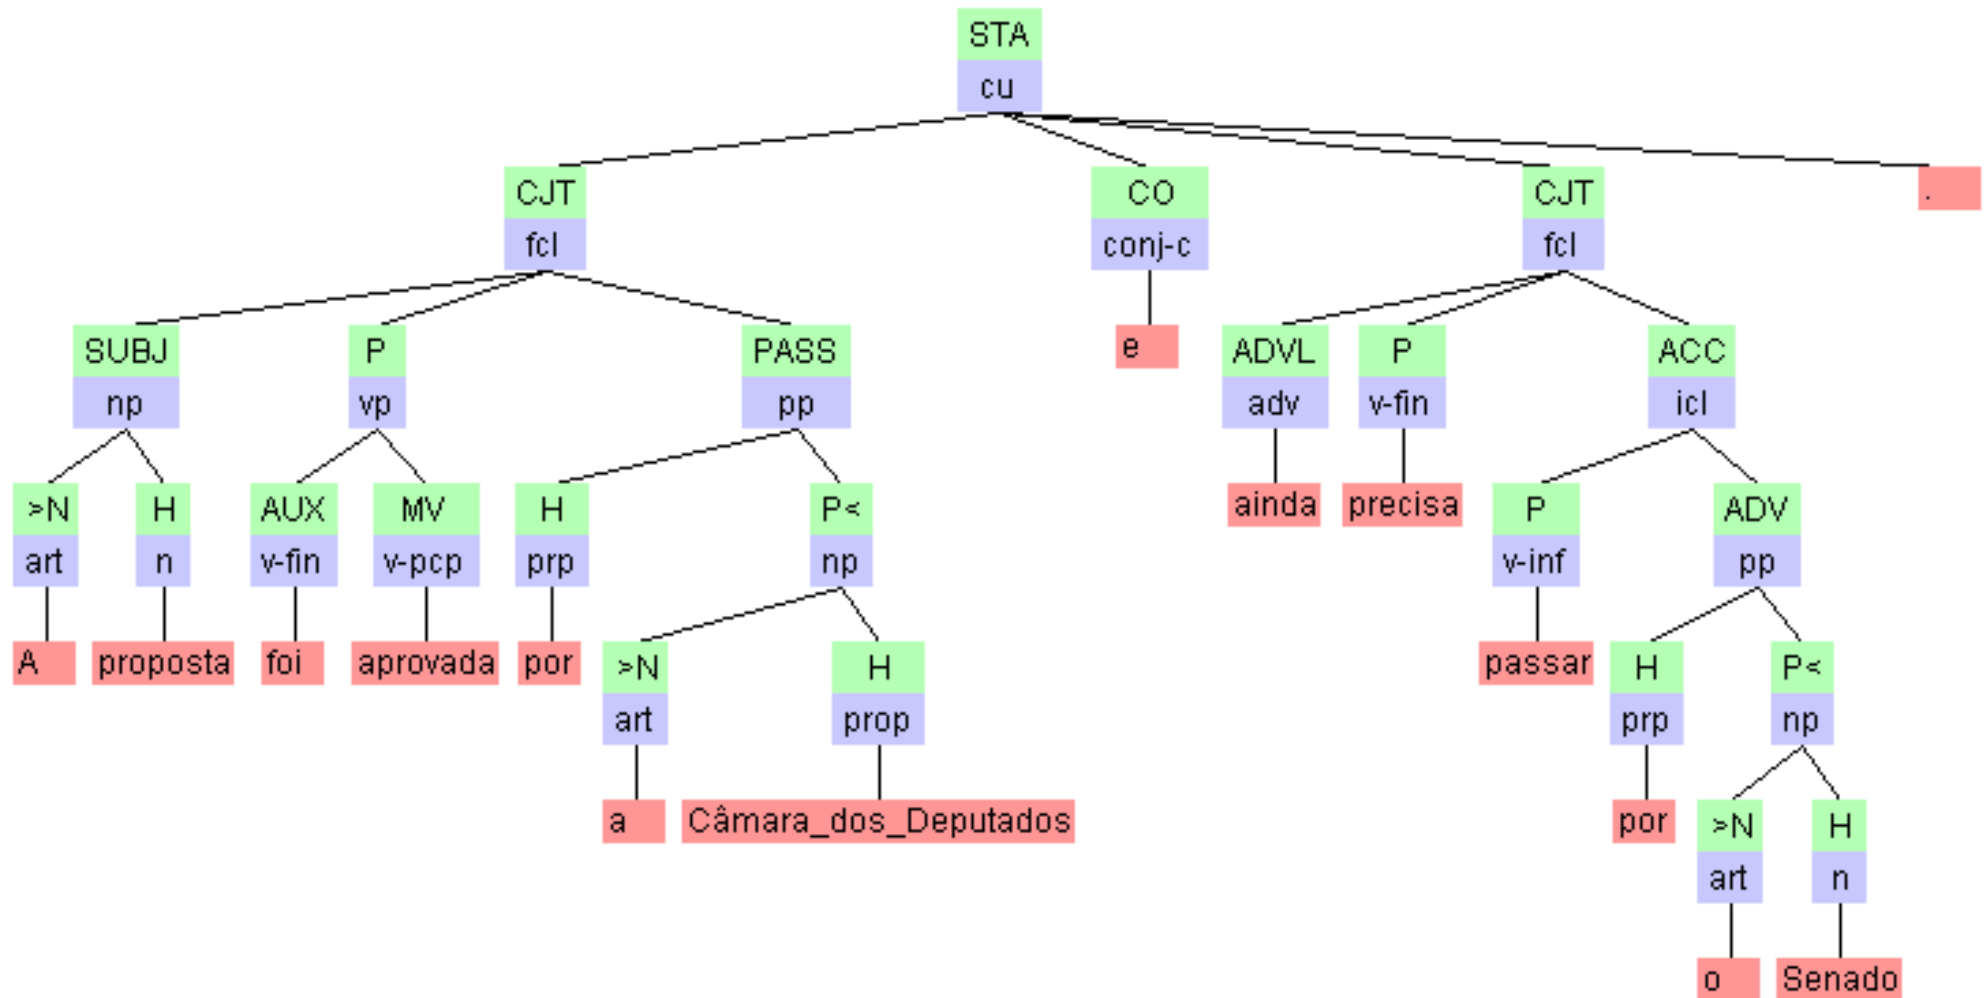 STA
cu
CJT CO CJT .
fcl conj-c fcl
SUBJ P PASS e ADVL P ACC
np vp pp adv v-fin icl
>N H AUX MV H P< ainda precisa P ADV
art n v-fin v-pcp prp np v-inf pp
A proposta foi aprovada por >N H passar H P<
art prop prp np
a Câmara_dos_Deputados por >N H
art n
o Senado